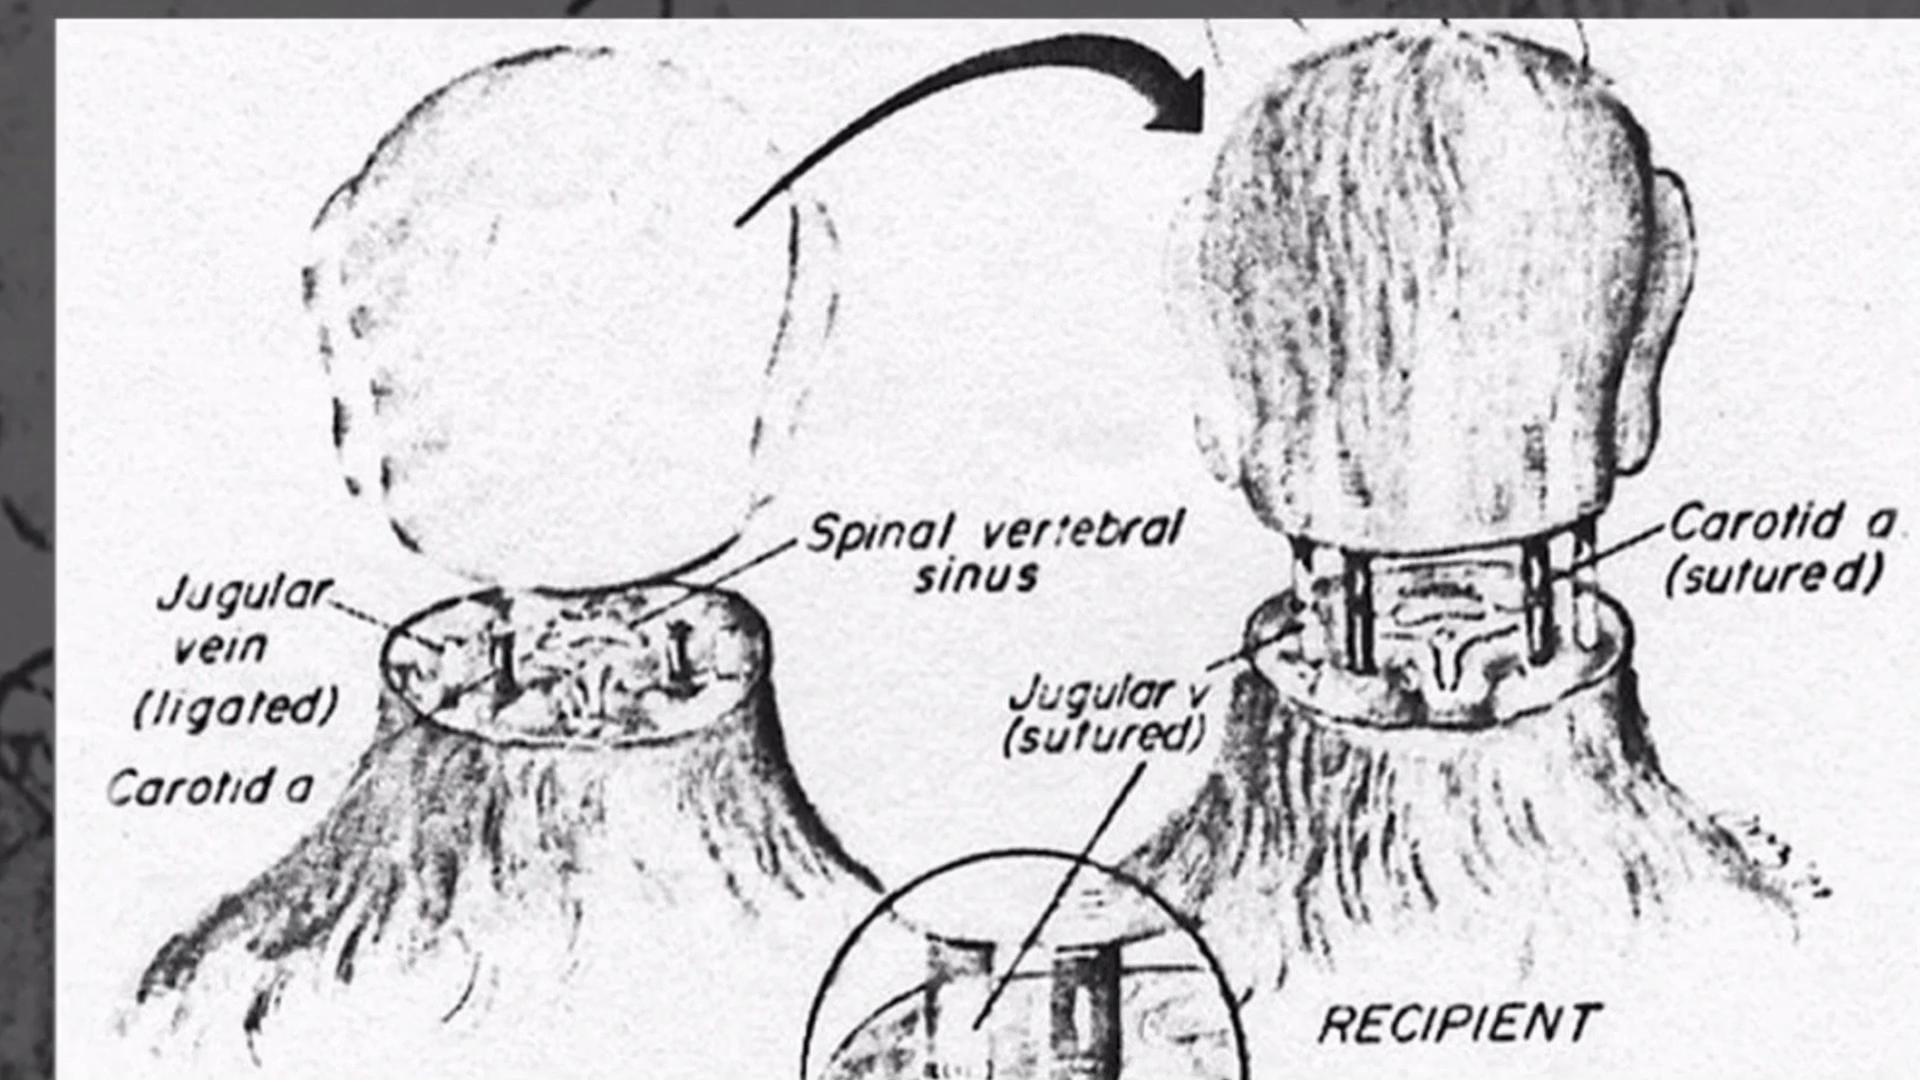 Spinal vertebral
sinus
Jugular
vein
(ligated)
Carotid a
Carotid a.
(sutured)
Jugular v
(sutured)
RECIPIENT